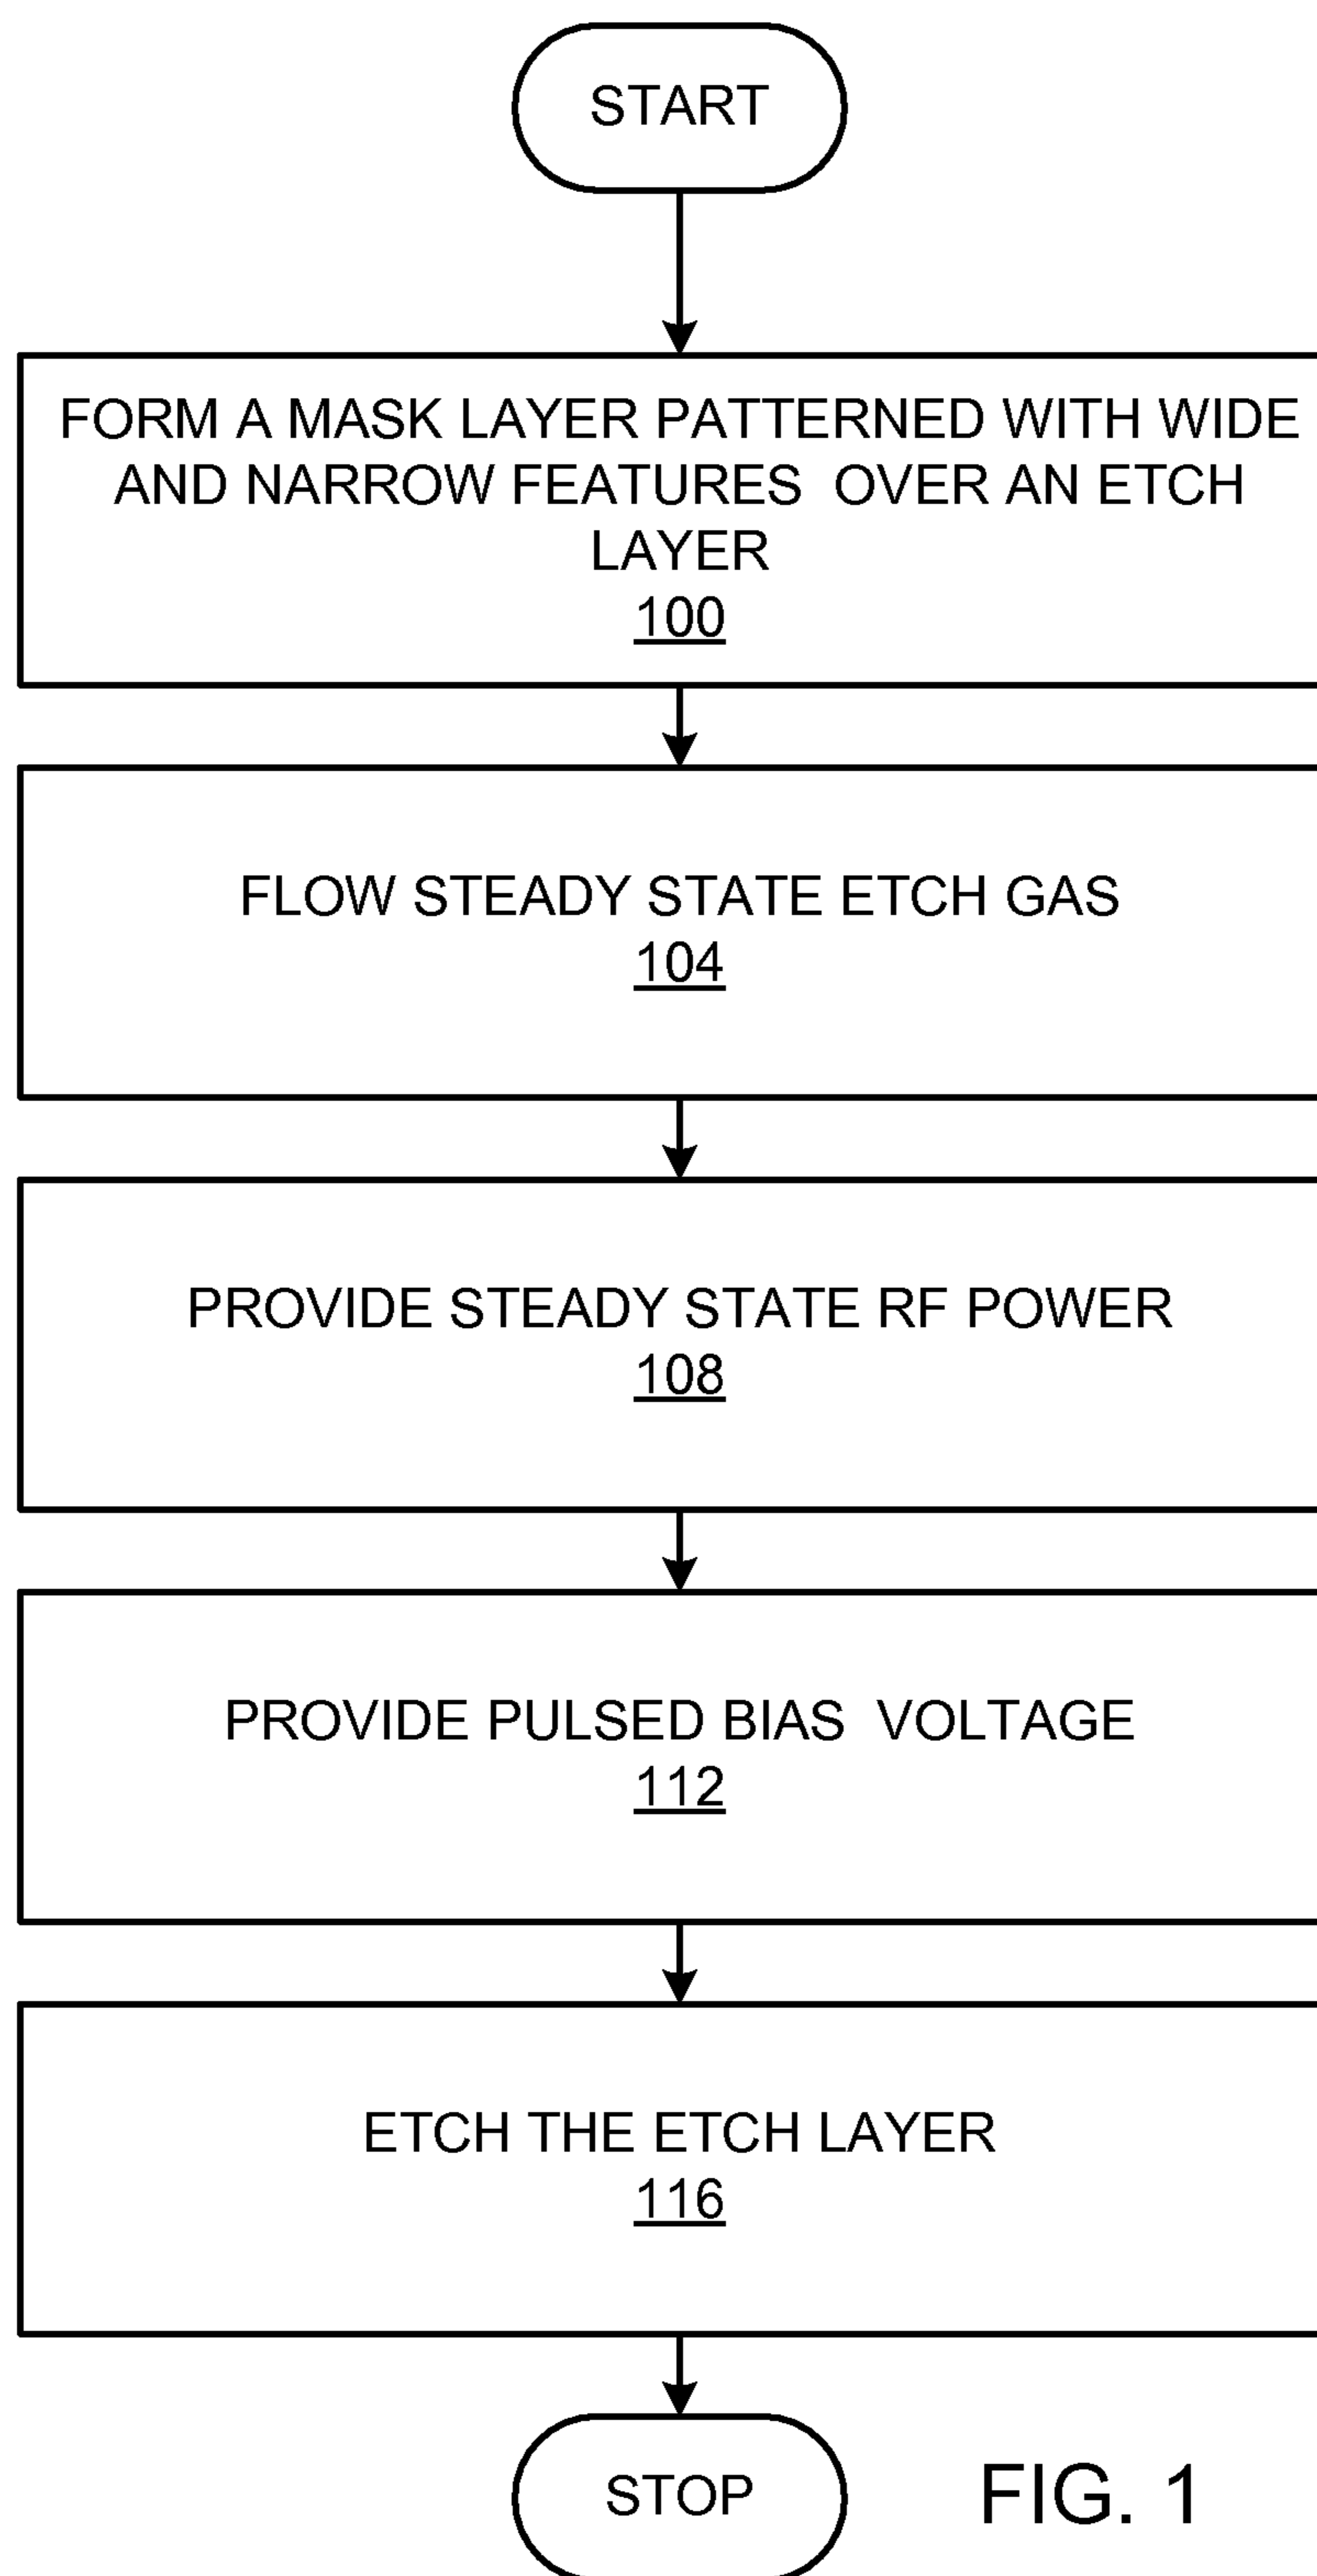 START
FORM A MASK LAYER PATTERNED WITH WIDE
AND NARROW FEATURES OVER AN ETCH
LAYER
100
FLOW STEADY STATE ETCH GAS
104
PROVIDE STEADY STATE RF POWER
108
PROVIDE PULSED BIAS VOLTAGE
112
ETCH THE ETCH LAYER
116
STOP
FIG. 1